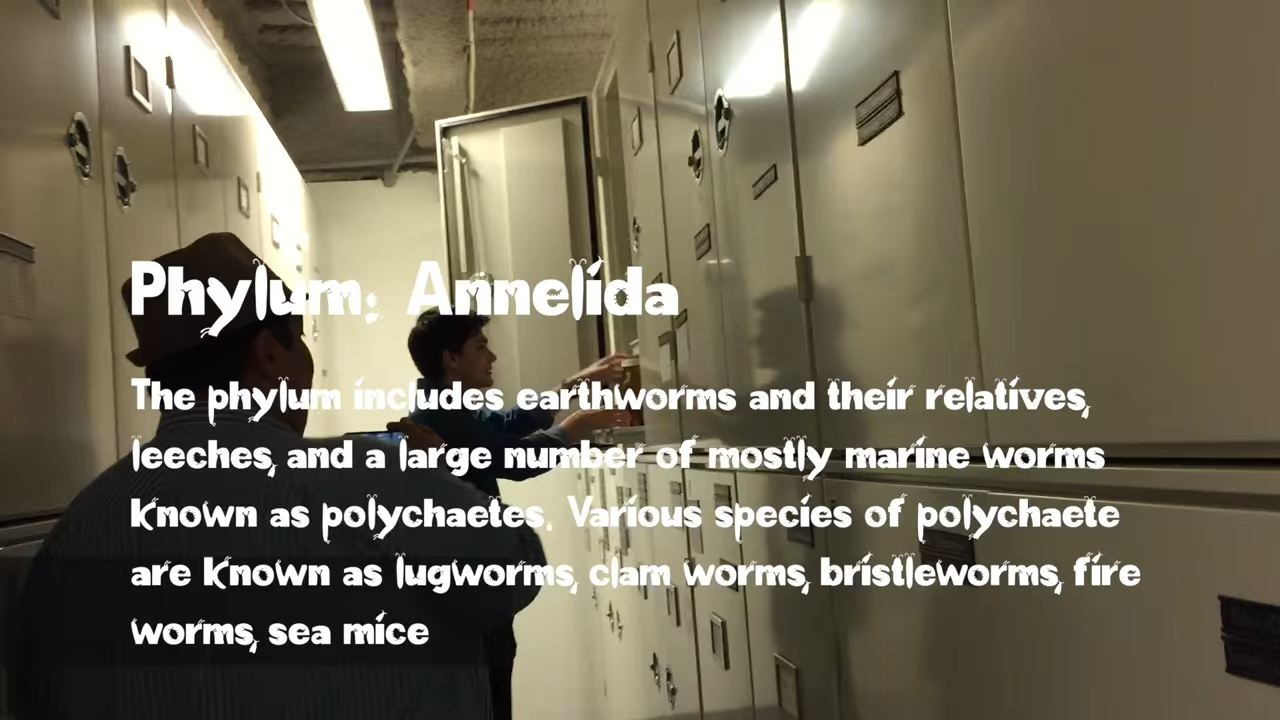 Phylum: Annelida
The phylum includes earthworms and their relatives,
leeches, and a large number of mostly marine worms
known as polychaetes. Various species of polychaete
are known as lugworms, clam worms, bristleworms, fire
worms, sea mice